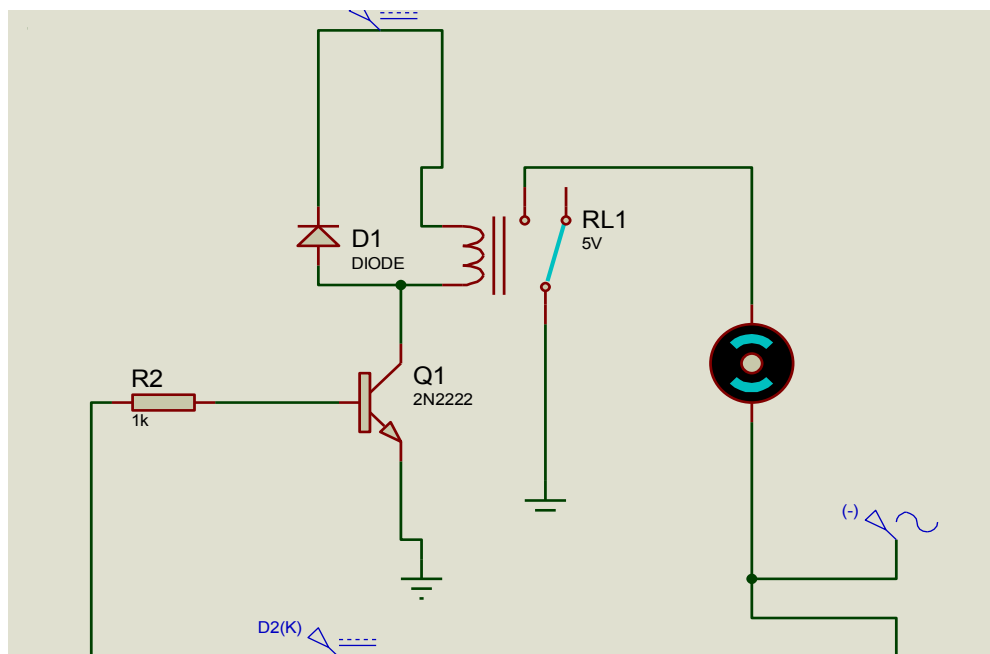 RL1
5V
D1
DIODE
R2
1k
Q1
2N2222
(-)
D2(K)